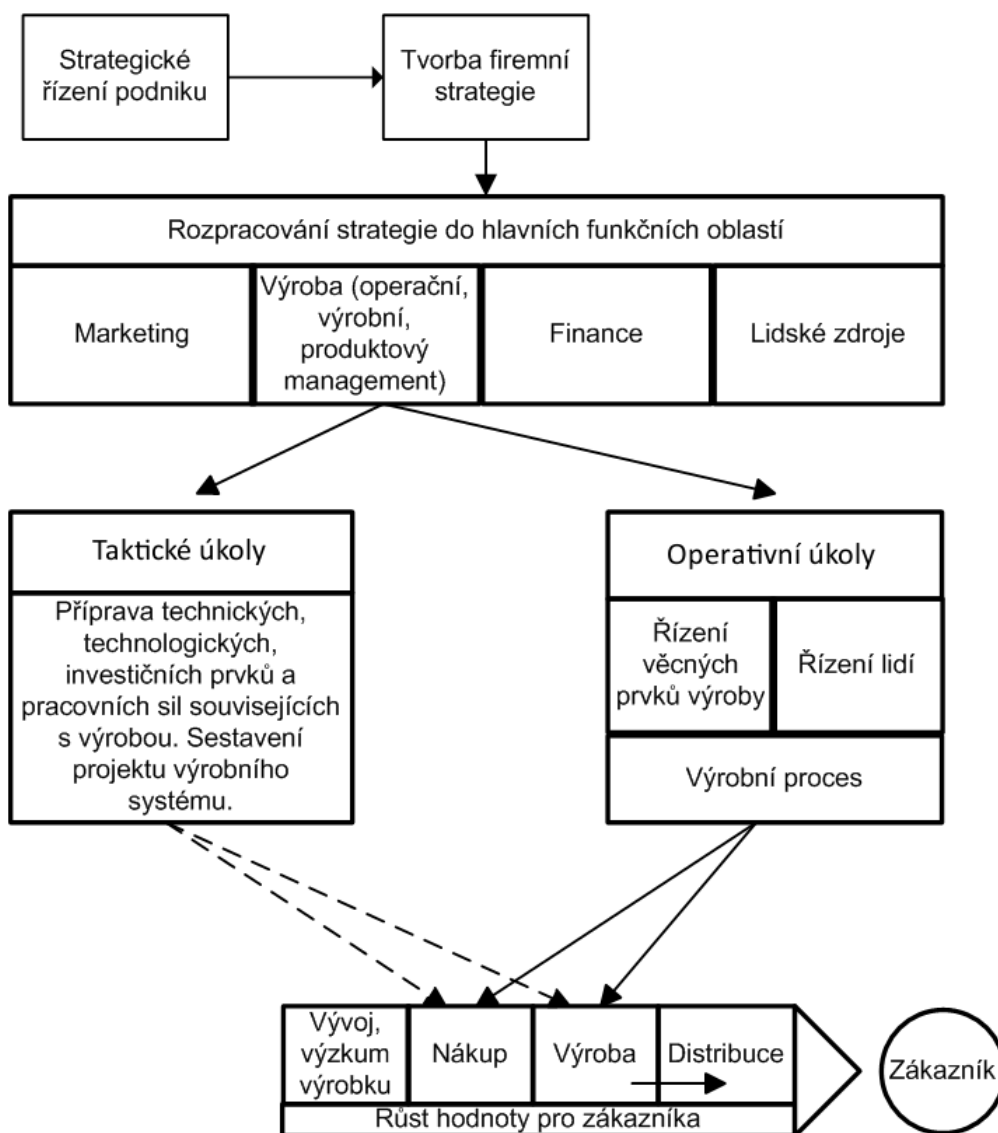 Strategické
řízení podniku
Tvorba firemní
strategie
Rozpracování strategie do hlavních funkčních oblastí
Marketing
Výroba (operační,
výrobní,
produktový
management)
Finance
Lidské zdroje
Taktické úkoly
Příprava technických,
technologických,
investičních prvků a
pracovních sil souvisejících
s výrobou. Sestavení
projektu výrobního
systému.
Operativní úkoly
Řízení
věcných
prvků výroby
Řízení lidí
Výrobní proces
Vývoj,
výzkum
výrobku
Nákup
Výroba
Distribuce
Růst hodnoty pro zákazníka
Zákazník